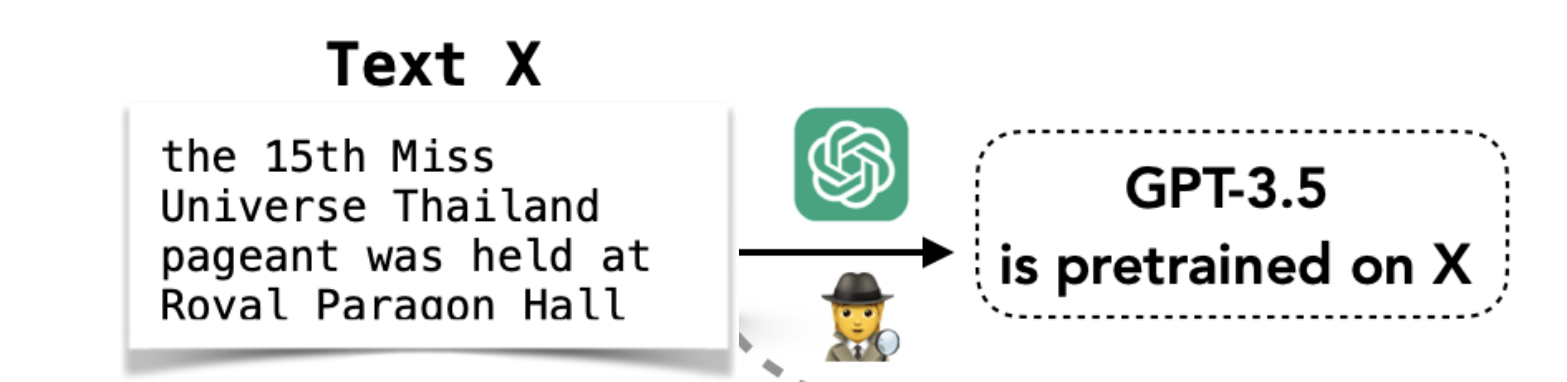 Text X
the 15th Miss
Universe Thailand
pageant was held at
Royal Paragon Hall
GPT-3.5
is pretrained on X